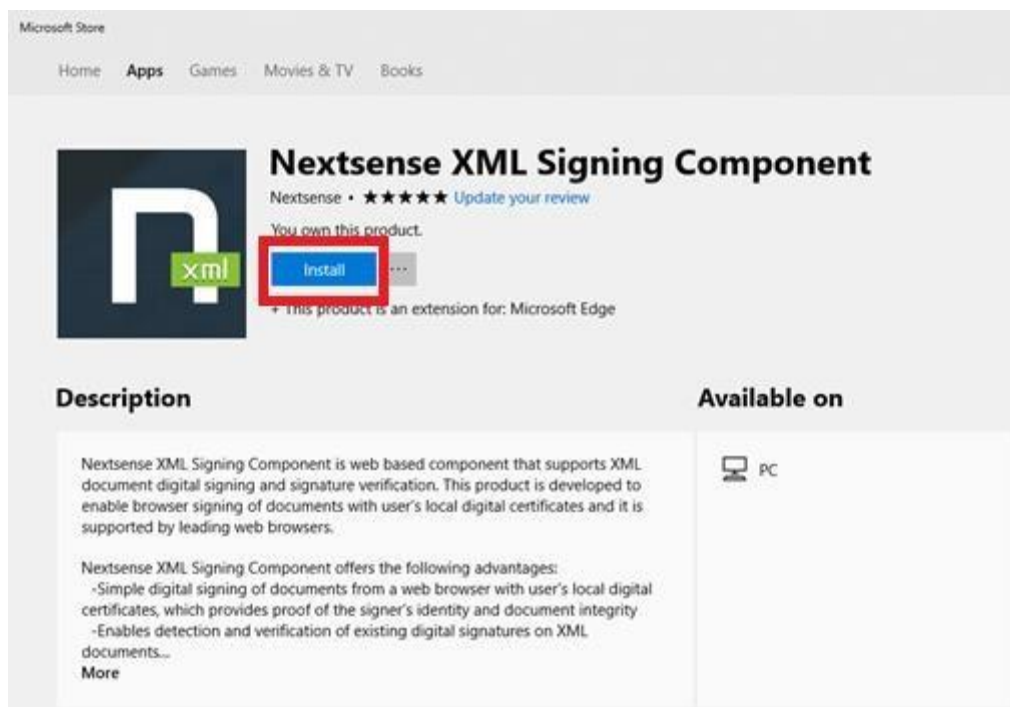 Microsoft Store
Home Apps Games Movies & TV Books
Nextsense XML Signing Component
Nextsense • ★★★★★ Update your review
You own this product.
n
xml
Install ...
+ This product is an extension for: Microsoft Edge
Description
Available on
Nextsense XML Signing Component is web based component that supports XML
document digital signing and signature verification. This product is developed to
enable browser signing of documents with user's local digital certificates and it is
supported by leading web browsers.
PC
Nextsense XML Signing Component offers the following advantages:
-Simple digital signing of documents from a web browser with user's local digital
certificates, which provides proof of the signer's identity and document integrity
-Enables detection and verification of existing digital signatures on XML
documents...
More